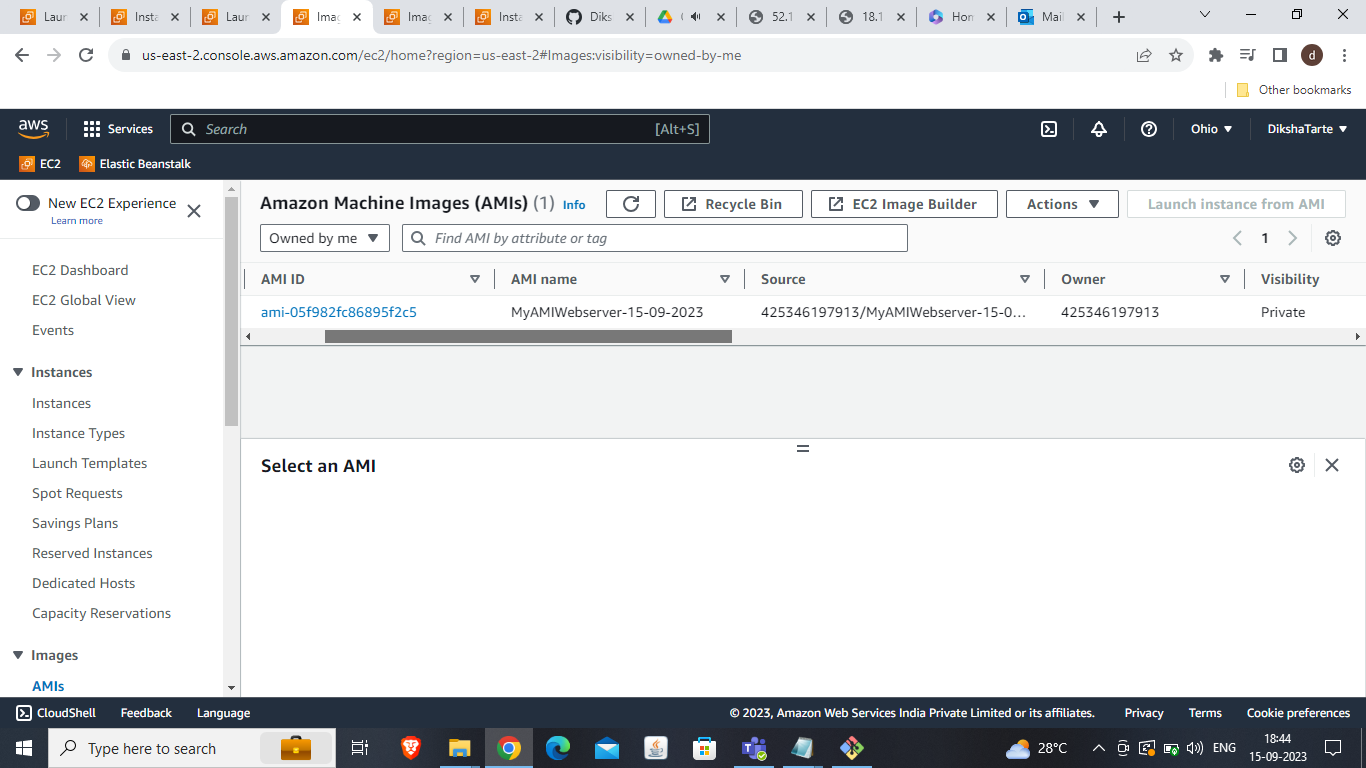 Laun
Insta
Laun
Imag
Imag
Insta
Diks
52.1
18.1
Hon
Mail
us-east-2.console.aws.amazon.com/ec2/home?region=us-east-2#Images:visibility=owned-by-me
d
Other bookmarks
aws
Services
Search
[Alt+S]
Ohio
DikshaTarte
EC2
Elastic Beanstalk
New EC2 Experience
Learn more
EC2 Dashboard
EC2 Global View
Events
Instances
Instances
Instance Types
Launch Templates
Spot Requests
Savings Plans
Reserved Instances
Dedicated Hosts
Capacity Reservations
Images
AMIs
Amazon Machine Images (AMIs) (1) Info
Recycle Bin
EC2 Image Builder
Actions
Launch instance from AMI
Owned by me
Find AMI by attribute or tag
1
AMI ID
AMI name
Source
Owner
Visibility
ami-05f982fc86895f2c5
MyAMIWebserver-15-09-2023
425346197913/MyAMIWebserver-15-0...
425346197913
Private
Select an AMI
CloudShell
Feedback
Language
© 2023, Amazon Web Services India Private Limited or its affiliates.
Privacy
Terms
Cookie preferences
Type here to search
28°C
ENG
18:44
15-09-2023